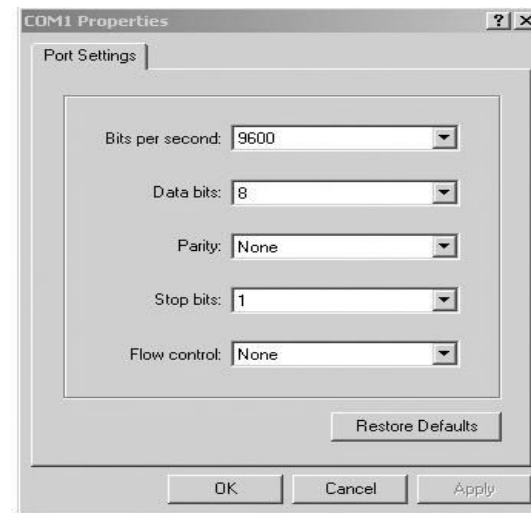 COM1 Properties
Port Settings
Bits per second: 9600
Data bits: 8
Parity: None
Stop bits: 1
Flow control: None
Restore Defaults
OK Cancel Apply